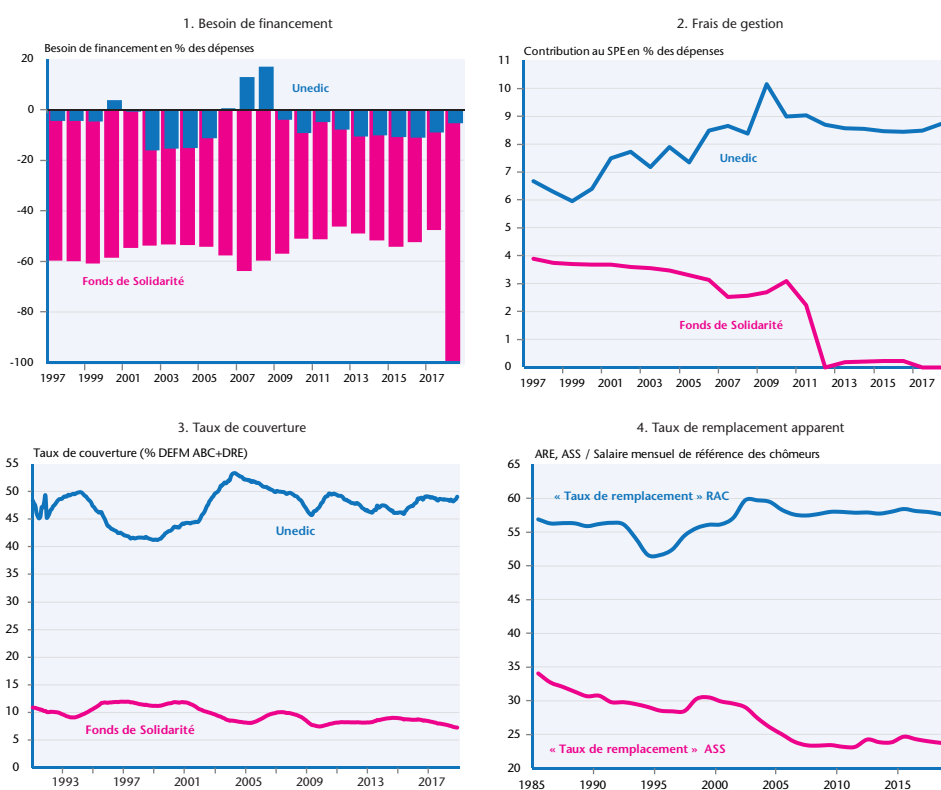 1. Besoin de financement
Besoin de financement en % des dépenses
20
0
-20
-40
-60
-80
-100
Unedic
Fonds de Solidarité
1997 1999 2001 2003 2005 2007 2009 2011 2013 2015 2017
2. Frais de gestion
Contribution au SPE en % des dépenses
11
10
9
8
7
6
5
4
3
2
1
0
Unedic
Fonds de Solidarité
1997 1999 2001 2003 2005 2007 2009 2011 2013 2015 2017
3. Taux de couverture
Taux de couverture (% DEFM ABC+DRE)
55
50
45
40
35
30
25
20
15
10
5
0
Unedic
Fonds de Solidarité
1993 1997 2001 2005 2009 2013 2017
4. Taux de remplacement apparent
ARE, ASS / Salaire mensuel de référence des chômeurs
65
60
55
50
45
40
35
30
25
20
« Taux de remplacement » RAC
« Taux de remplacement » ASS
1985 1990 1995 2000 2005 2010 2015